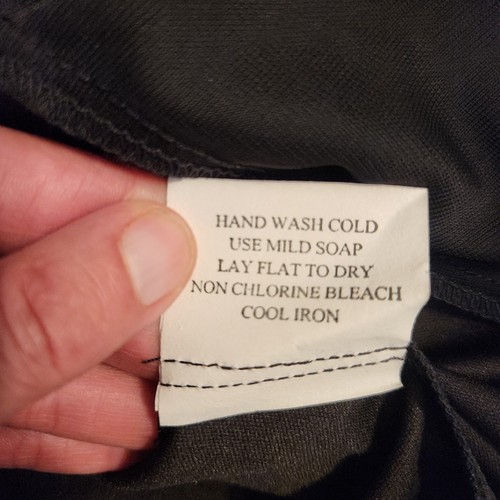 HAND WASH COLD
USE MILD SOAP
LAY FLAT TO DRY
NON CHLORINE BLEACH
COOL IRON